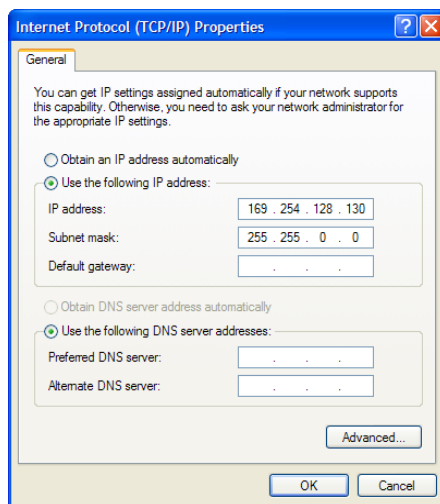 Internet Protocol (TCP/IP) Properties
General
You can get IP settings assigned automatically if your network supports
this capability. Otherwise, you need to ask your network administrator for
the appropriate IP settings.
Obtain an IP address automatically
Use the following IP address:
IP address: 169 . 254 . 128 . 130
Subnet mask: 255 . 255 . 0 . 0
Default gateway: . . .
Obtain DNS server address automatically
Use the following DNS server addresses:
Preferred DNS server: . . .
Alternate DNS server: . . .
Advanced...
OK Cancel